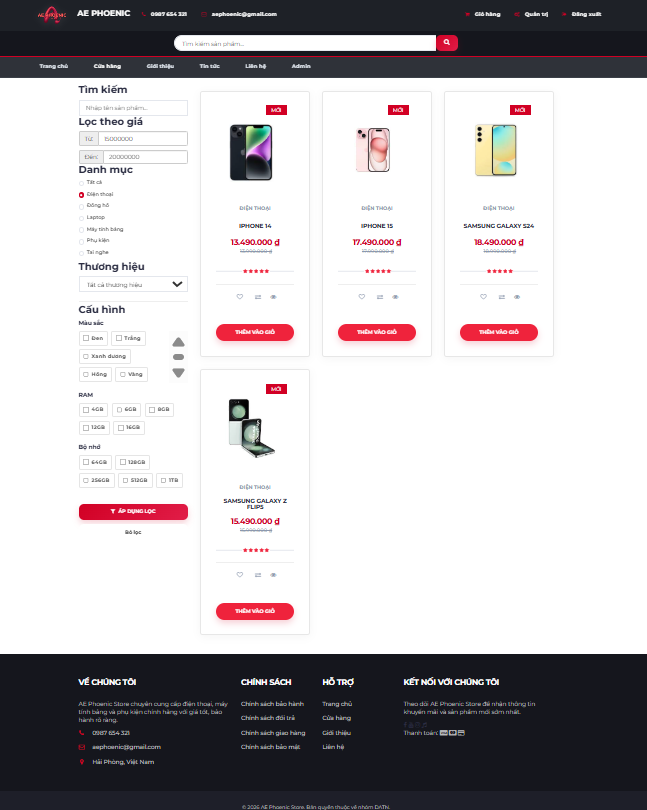 AE PHOENIC
AE PHOENIC
0987 654 321
aephoenic@gmail.com
Giỏ hàng
Quản trị
Đăng xuất
Tìm kiếm sản phẩm...
Trang chủ
Cửa hàng
Giới thiệu
Tin tức
Liên hệ
Admin
Tìm kiếm
Nhập tên sản phẩm...
Lọc theo giá
Từ:
15000000
Đến:
20000000
Danh mục
Tất cả
Điện thoại
Đồng hồ
Laptop
Máy tính bảng
Phụ kiện
Tai nghe
Thương hiệu
Tất cả thương hiệu
Cấu hình
Màu sắc
Đen
Trắng
Xanh dương
Hồng
Vàng
RAM
4GB
6GB
8GB
12GB
16GB
Bộ nhớ
64GB
128GB
256GB
512GB
1TB
ÁP DỤNG LỌC
Bỏ lọc
MỚI
ĐIỆN THOẠI
IPHONE 14
13.490.000 ₫
THÊM VÀO GIỎ
MỚI
ĐIỆN THOẠI
IPHONE 15
17.490.000 ₫
THÊM VÀO GIỎ
MỚI
ĐIỆN THOẠI
SAMSUNG GALAXY S24
18.490.000 ₫
THÊM VÀO GIỎ
MỚI
ĐIỆN THOẠI
SAMSUNG GALAXY Z
FLIP5
15.490.000 ₫
THÊM VÀO GIỎ
VỀ CHÚNG TÔI
AE Phoenic Store chuyên cung cấp điện thoại, máy
tính bảng và phụ kiện chính hãng với giá tốt, bảo
hành rõ ràng.
0987 654 321
aephoenic@gmail.com
Hải Phòng, Việt Nam
CHÍNH SÁCH
Chính sách bảo hành
Chính sách đổi trả
Chính sách giao hàng
Chính sách bảo mật
HỖ TRỢ
Trang chủ
Cửa hàng
Giới thiệu
Liên hệ
KẾT NỐI VỚI CHÚNG TÔI
Theo dõi AE Phoenic Store để nhận thông tin
khuyến mãi và sản phẩm mới sớm nhất.
Thanh toán:
© 2026 AE Phoenic Store. Bản quyền thuộc về nhóm DATN.